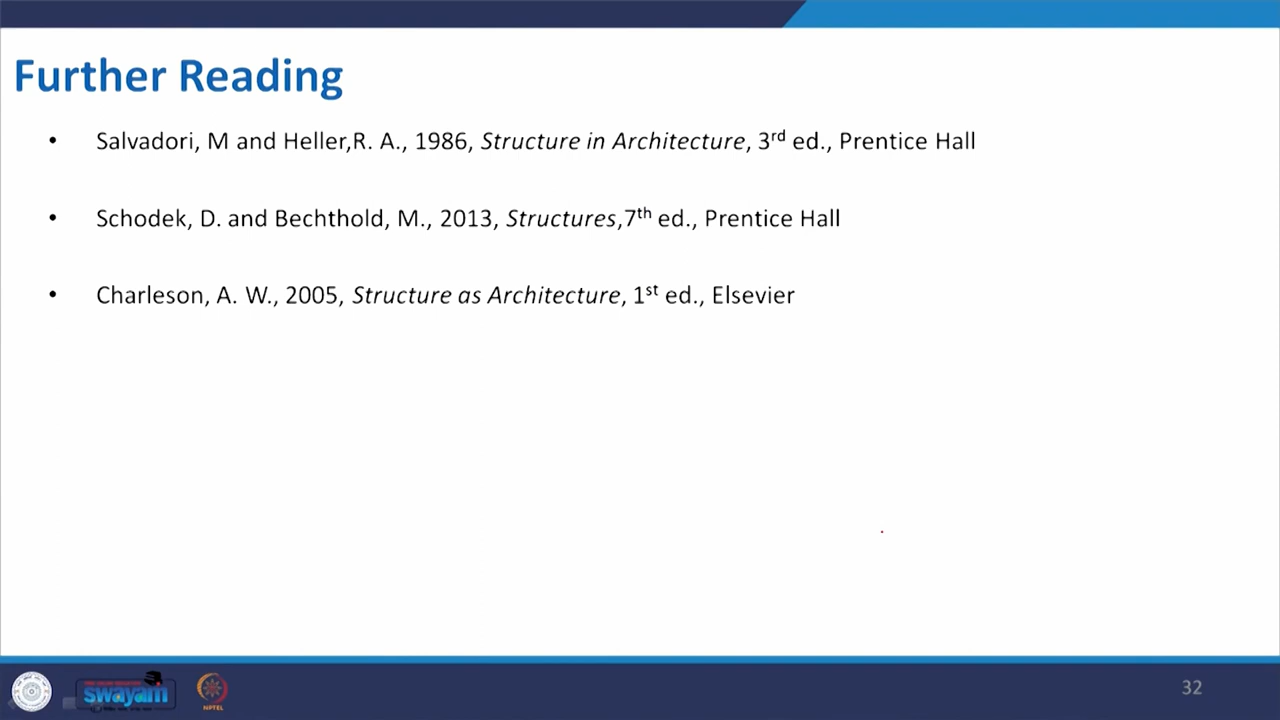 Further Reading
• Salvadori, M and Heller,R. A., 1986, Structure in Architecture, 3rd ed., Prentice Hall
• Schodek, D. and Bechthold, M., 2013, Structures,7th ed., Prentice Hall
• Charleson, A. W., 2005, Structure as Architecture, 1st ed., Elsevier
swayam
NPTEL
32